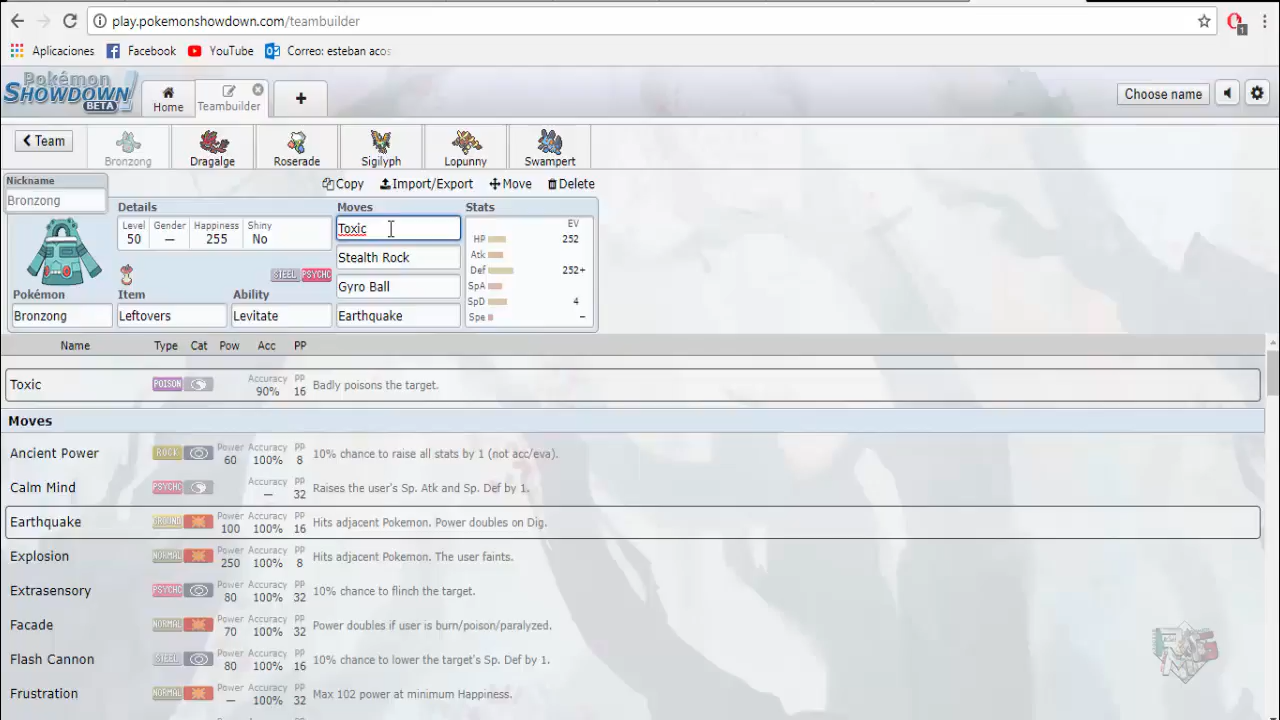 play.pokemonshowdown.com/teambuilder
1
Aplicaciones Facebook YouTube Correo: esteban acos
Pokémon
SHOWDOWN
BETA
Home Teambuilder + Choose name
Team Bronzong Dragalge Roserade Sigilyph Lopunny Swampert
Copy Import/Export Move Delete
Nickname
Bronzong
Details Moves Stats
Level Gender Happiness Shiny
50 — 255 No
Toxic
Stealth Rock
Gyro Ball
Earthquake
EV
HP 252
Atk
Def 252+
SpA
SpD 4
Spe –
STEEL PSYCHC
Pokémon Item Ability
Bronzong Leftovers Levitate
Name Type Cat Pow Acc PP
Toxic POISON Accuracy 90% PP 16 Badly poisons the target.
Moves
Ancient Power ROCK Power 60 Accuracy 100% PP 8 10% chance to raise all stats by 1 (not acc/eva).
Calm Mind PSYCHC Accuracy — PP 32 Raises the user's Sp. Atk and Sp. Def by 1.
Earthquake GROUND Power 100 Accuracy 100% PP 16 Hits adjacent Pokemon. Power doubles on Dig.
Explosion NORMAL Power 250 Accuracy 100% PP 8 Hits adjacent Pokemon. The user faints.
Extrasensory PSYCHC Power 80 Accuracy 100% PP 32 10% chance to flinch the target.
Facade NORMAL Power 70 Accuracy 100% PP 32 Power doubles if user is burn/poison/paralyzed.
Flash Cannon STEEL Power 80 Accuracy 100% PP 16 10% chance to lower the target's Sp. Def by 1.
Frustration NORMAL Power — Accuracy 100% PP 32 Max 102 power at minimum Happiness.